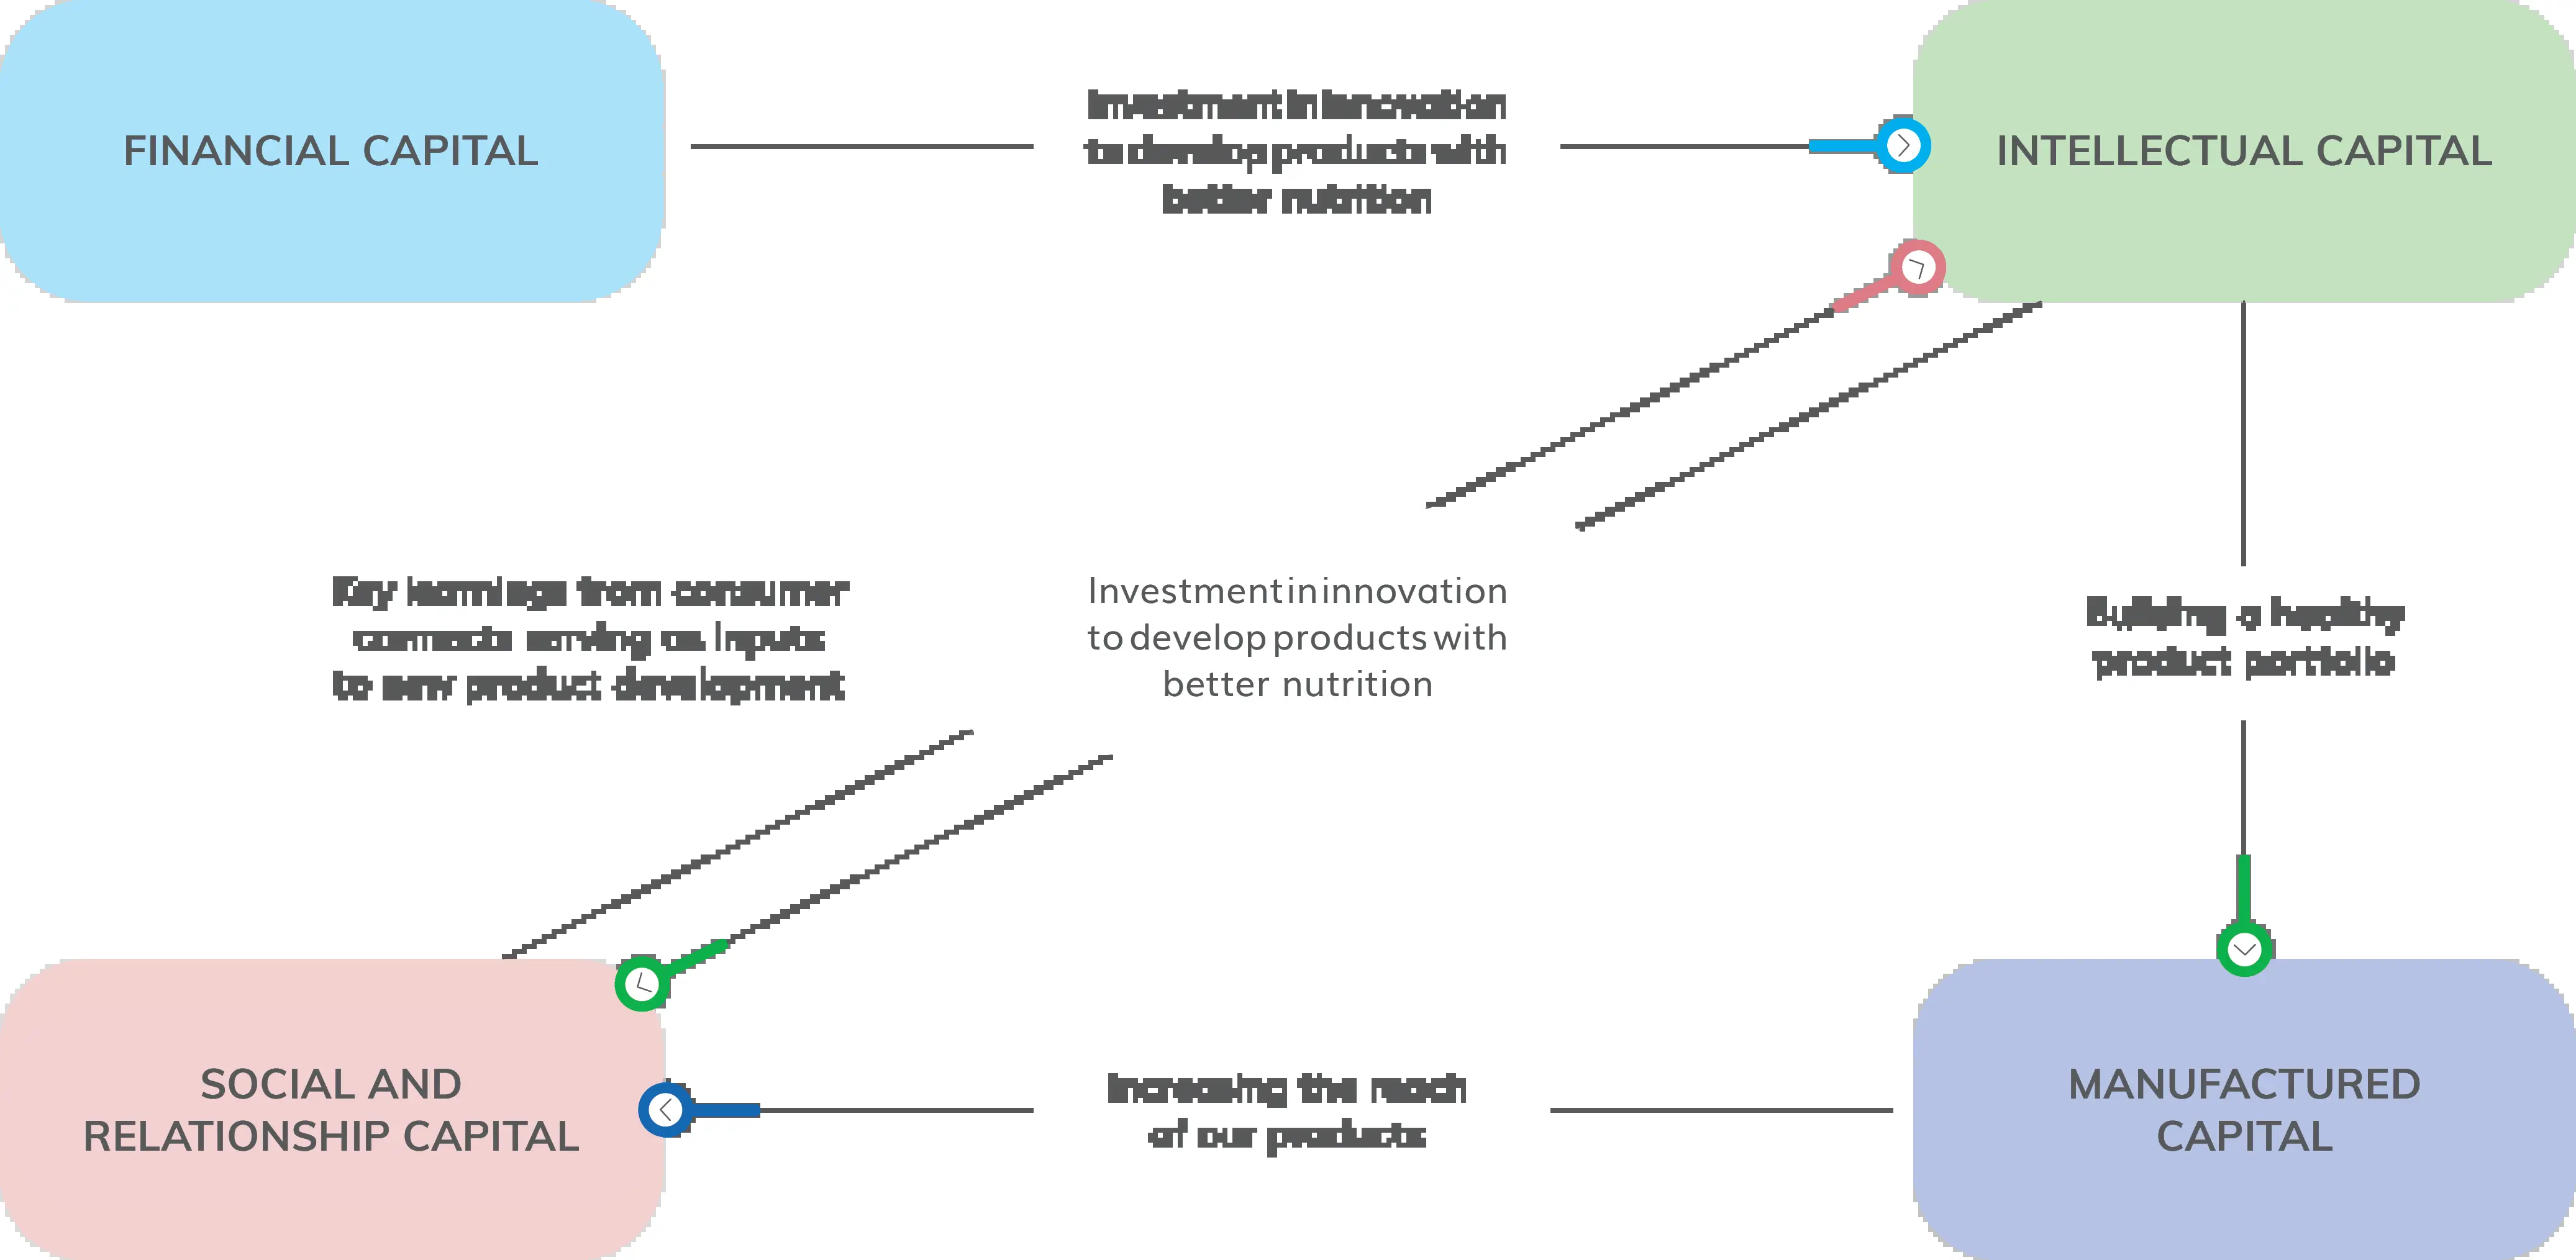 FINANCIAL CAPITAL
Investment in innovation
to develop products with
better nutrition
INTELLECTUAL CAPITAL
Key learnings from consumer
connects serving as inputs
to new product development
Investment in innovation
to develop products with
better nutrition
Building a healthy
product portfolio
SOCIAL AND
RELATIONSHIP CAPITAL
Increasing the reach
of our products
MANUFACTURED
CAPITAL